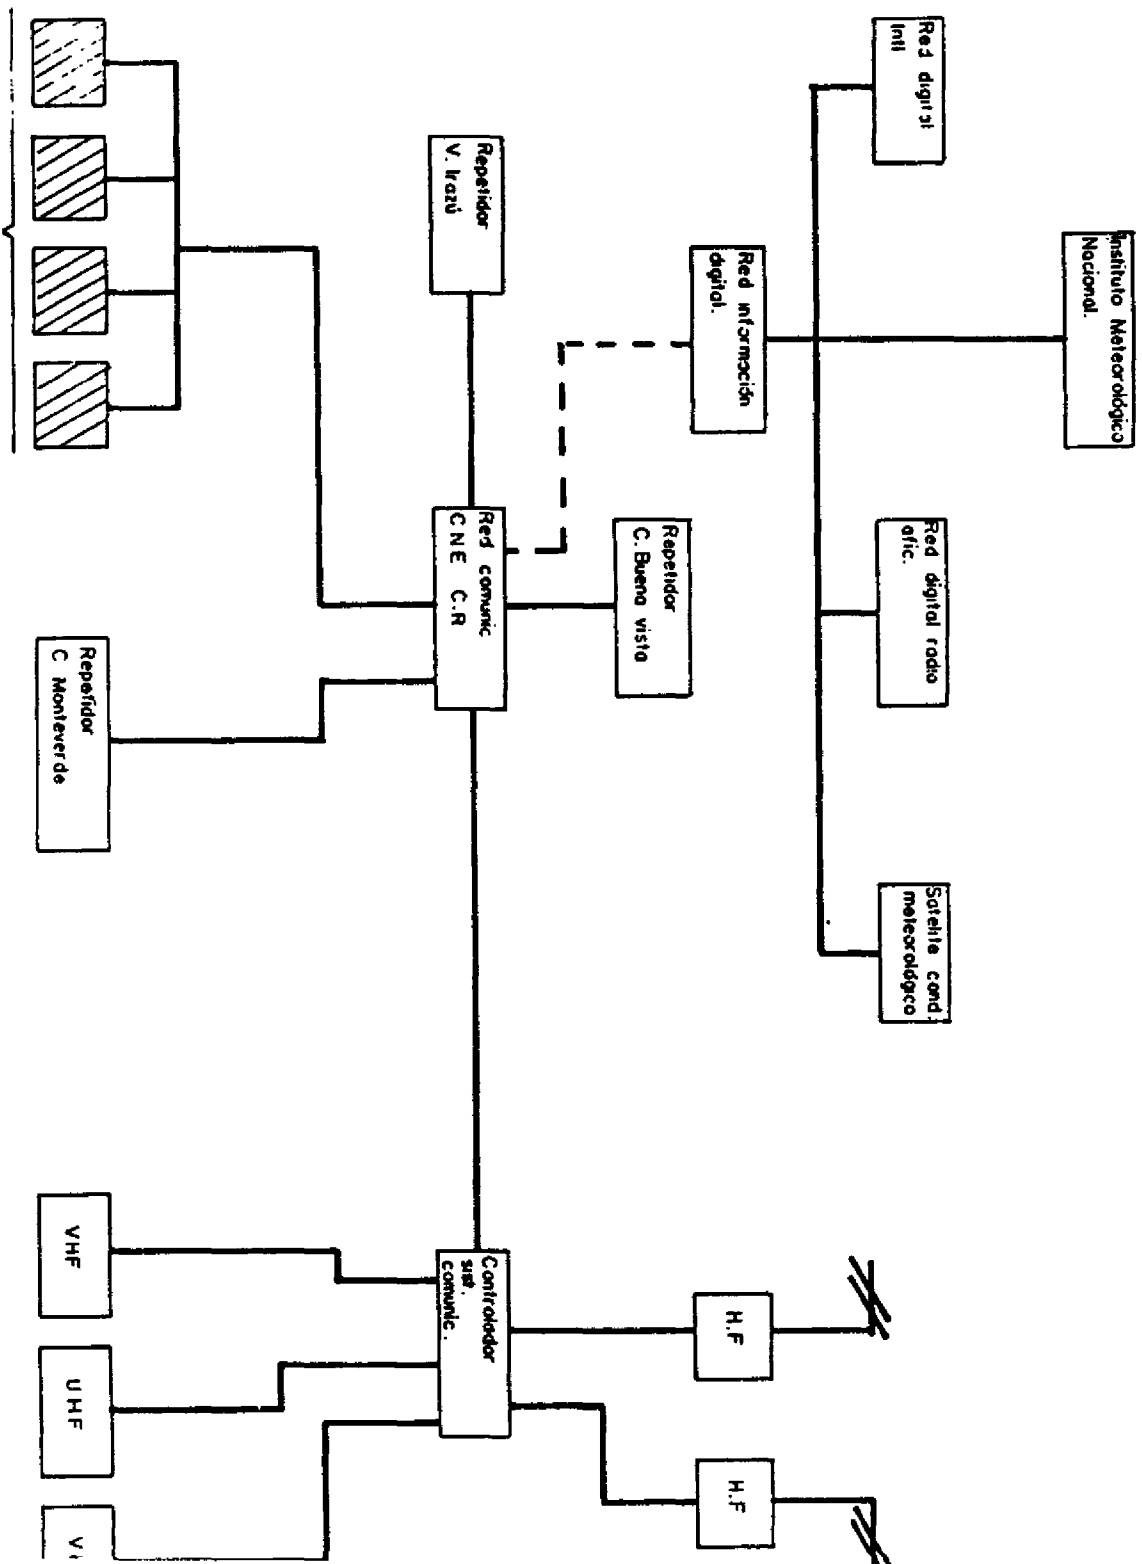 Instituto Meteorológico
Nacional.
Red digital
Intl
Red digital radio
afic.
Satelite cond.
meteorológico
Red información
digital.
Repetidor
C. Buena vista
Repetidor
V. Irazú
Red comunic
CNE C.R
Repetidor
C Monteverde
H.F
H.F
Controlador
sist.
comunic.
VHF
UHF